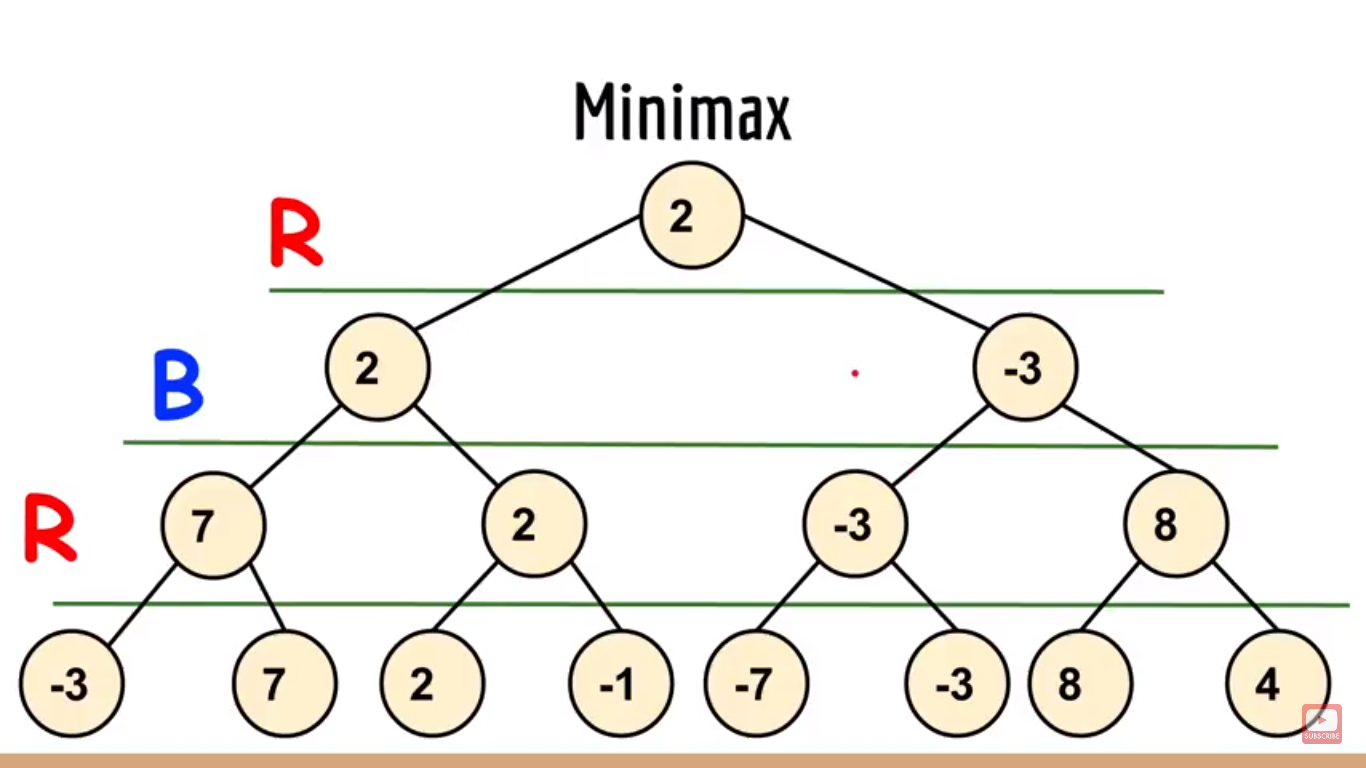 Minimax
R
2
B
2 -3
R
7 2 -3 8
-3 7 2 -1 -7 -3 8 4
SUBSCRIBE